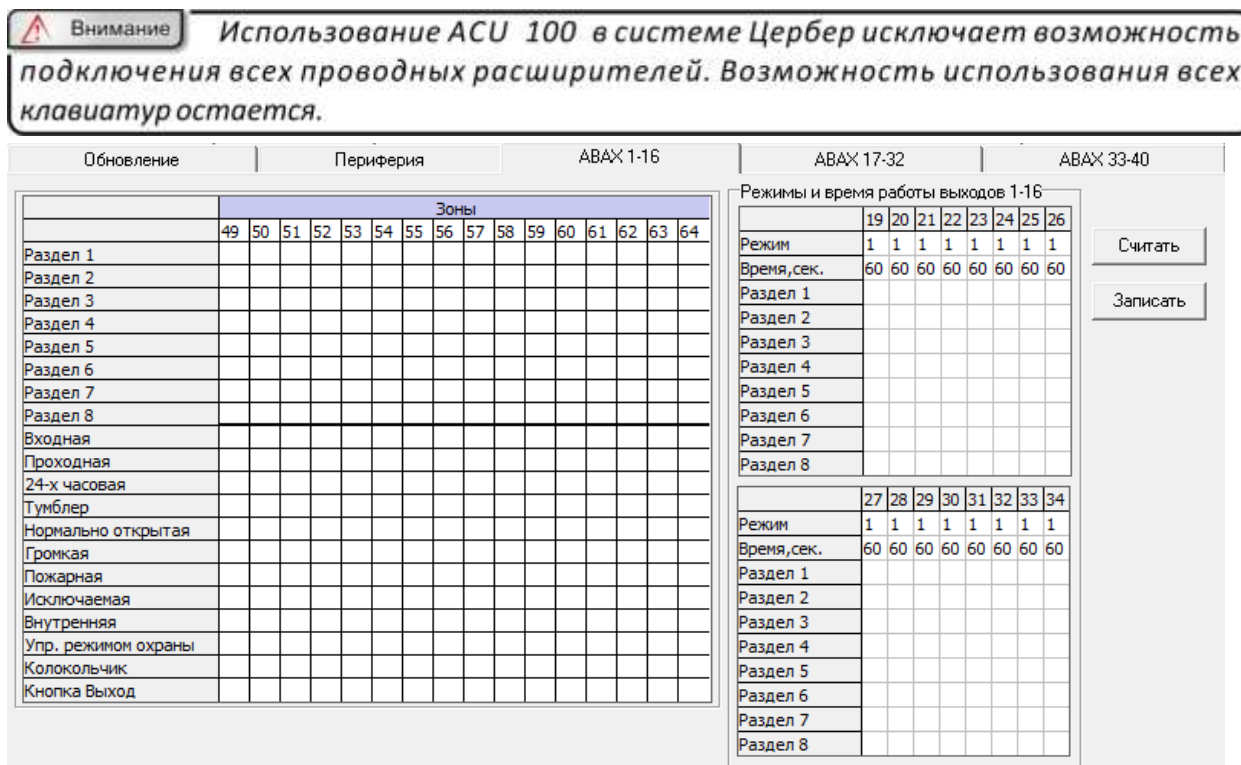 Внимание Использование ACU 100 в системе Цербер исключает возможность
подключения всех проводных расширителей. Возможность использования всех
клавиатур остается.
Обновление Периферия ABAX 1-16 ABAX 17-32 ABAX 33-40
Зоны
49 50 51 52 53 54 55 56 57 58 59 60 61 62 63 64
Раздел 1
Раздел 2
Раздел 3
Раздел 4
Раздел 5
Раздел 6
Раздел 7
Раздел 8
Входная
Проходная
24-х часовая
Тумблер
Нормально открытая
Громкая
Пожарная
Исключаемая
Внутренняя
Упр. режимом охраны
Колокольчик
Кнопка Выход
Режимы и время работы выходов 1-16
19 20 21 22 23 24 25 26
Режим 1 1 1 1 1 1 1 1
Время,сек. 60 60 60 60 60 60 60 60
Раздел 1
Раздел 2
Раздел 3
Раздел 4
Раздел 5
Раздел 6
Раздел 7
Раздел 8
27 28 29 30 31 32 33 34
Режим 1 1 1 1 1 1 1 1
Время,сек. 60 60 60 60 60 60 60 60
Раздел 1
Раздел 2
Раздел 3
Раздел 4
Раздел 5
Раздел 6
Раздел 7
Раздел 8
Считать
Записать